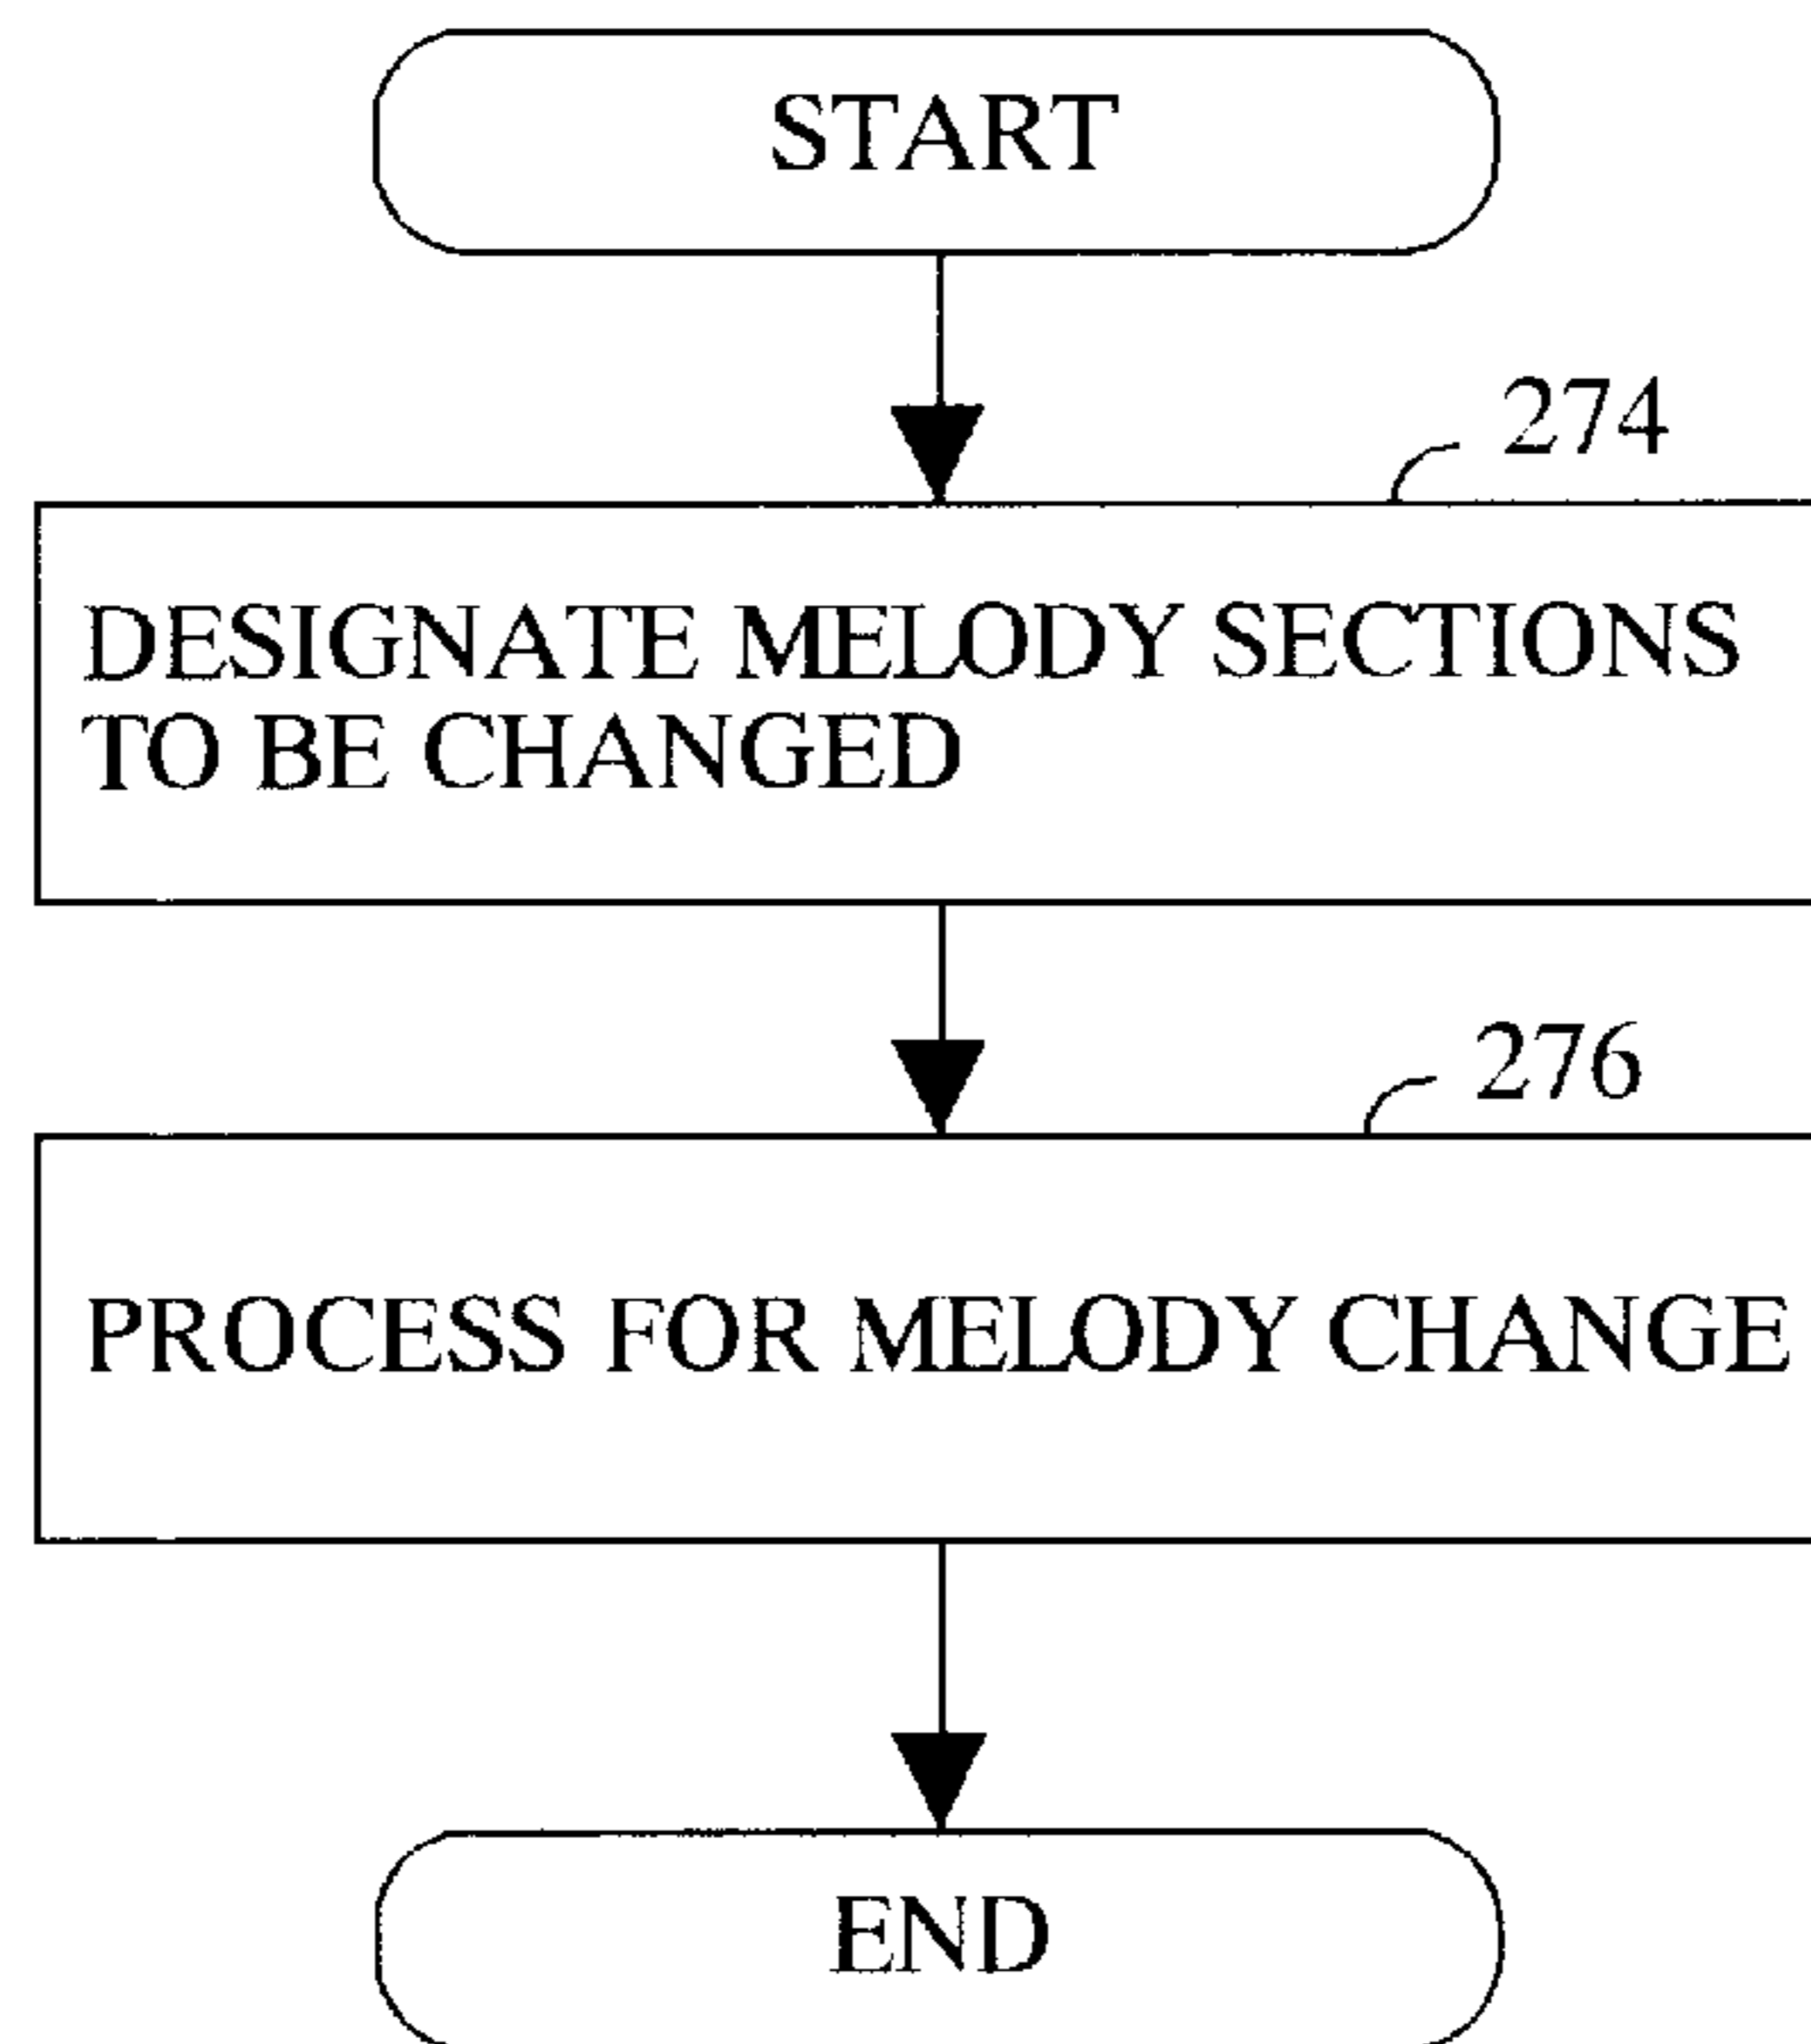 START
274
DESIGNATE MELODY SECTIONS
TO BE CHANGED
276
PROCESS FOR MELODY CHANGE
END